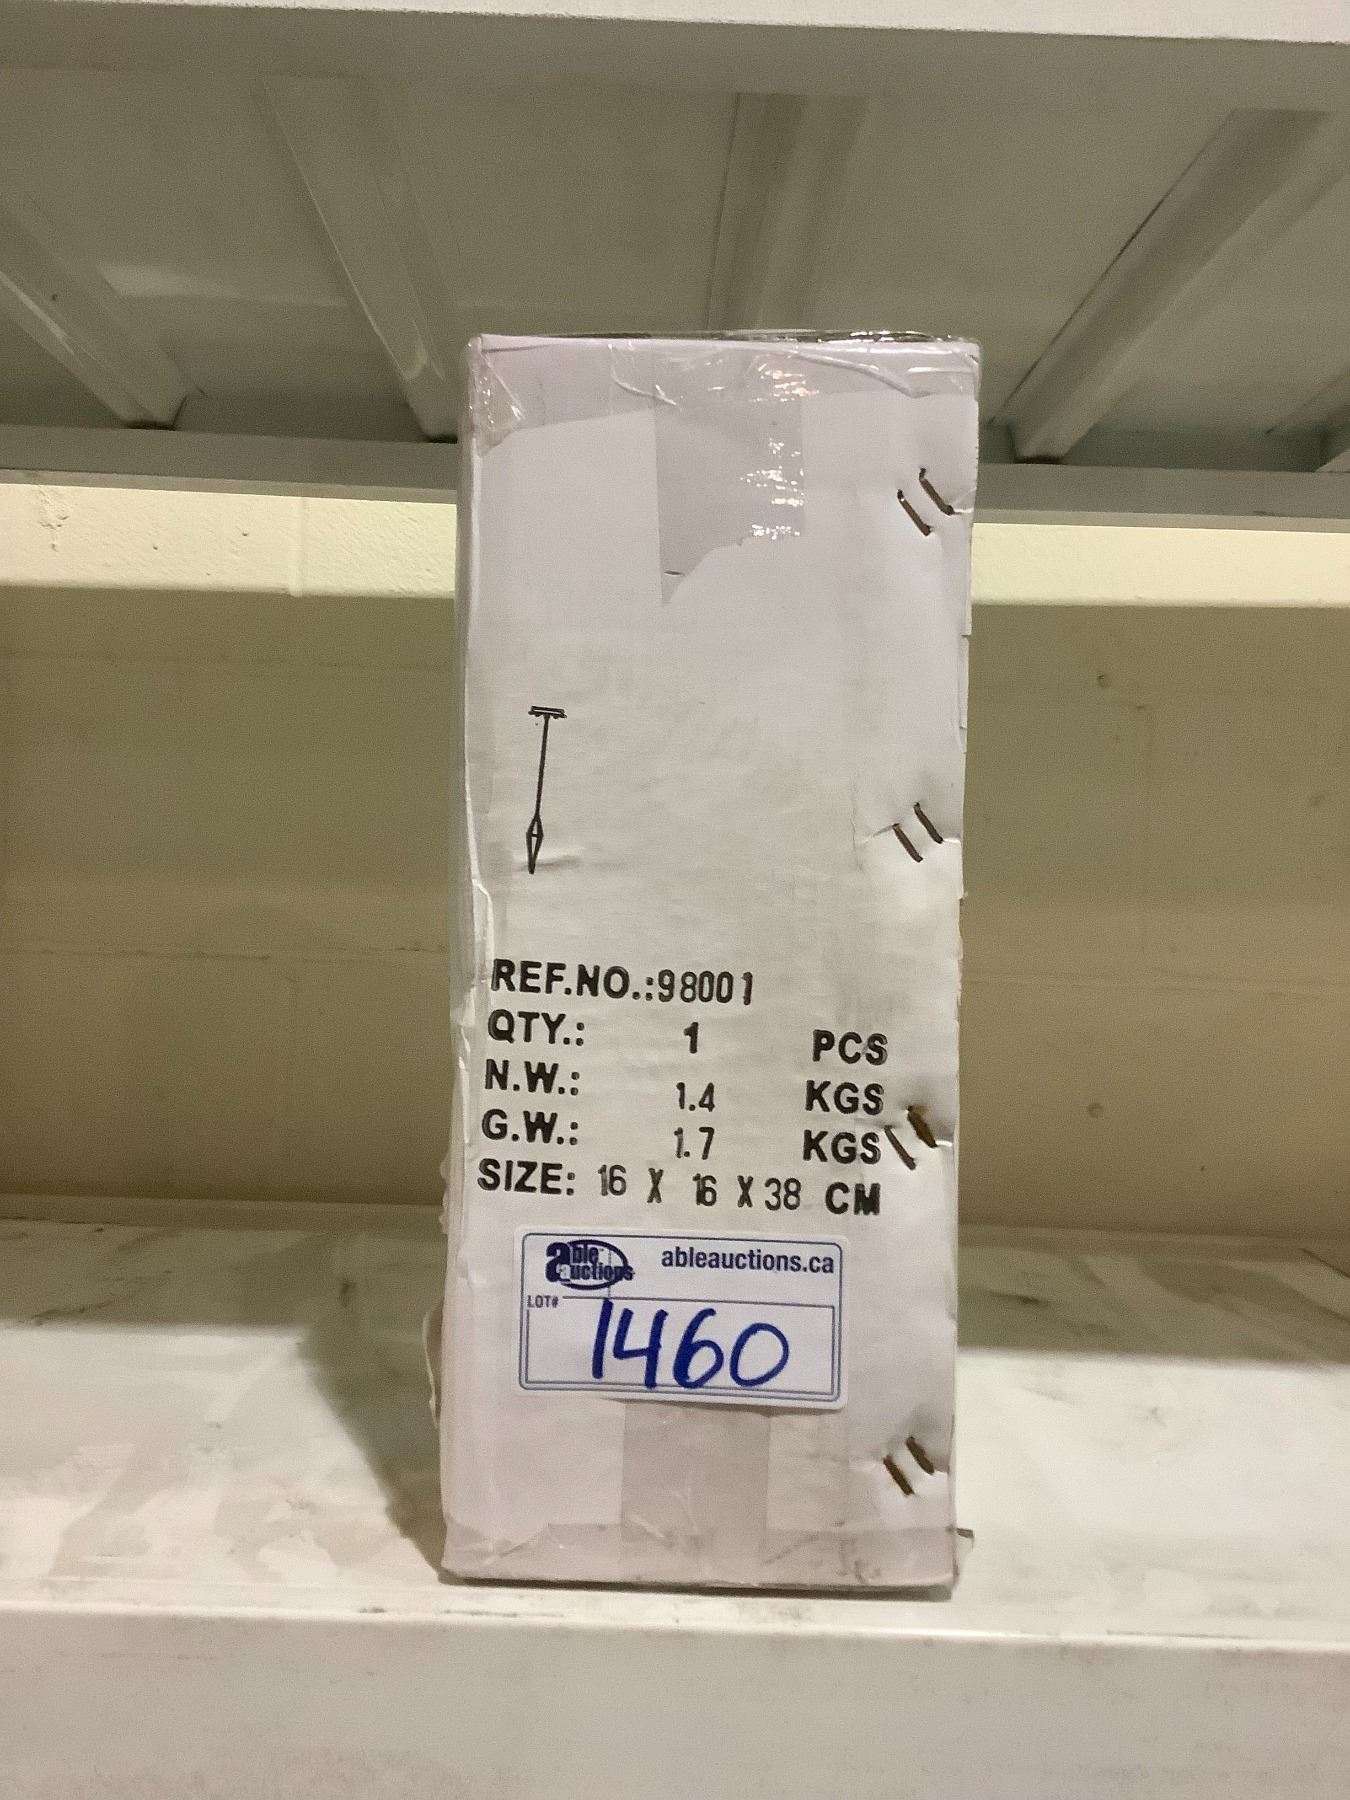 REF.NO.:98001
QTY.: 1 PCS
N.W.: 1.4 KGS
G.W.: 1.7 KGS
SIZE: 16 X 16 X 38 CM
able auctions ableauctions.ca
LOT# 1460